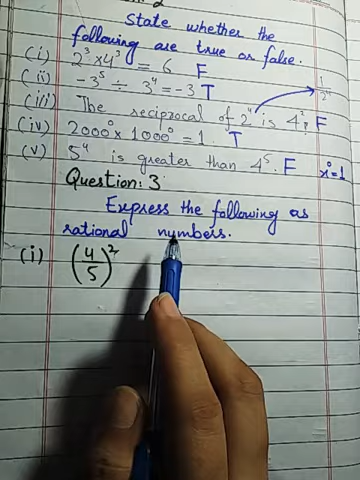 State whether the
following are true or false.
(i) 2³ x 4³ = 6 F
(ii) -3⁵ ÷ 3⁴ = -3 T
(iii) The reciprocal of 2⁴ is 4². F
1/2⁴
(iv) 2000⁰ x 1000⁰ = 1 T
(v) 5⁴ is greater than 4⁵. F x⁰=1
Question: 3
Express the following as
rational numbers.
(i) (4/5)²